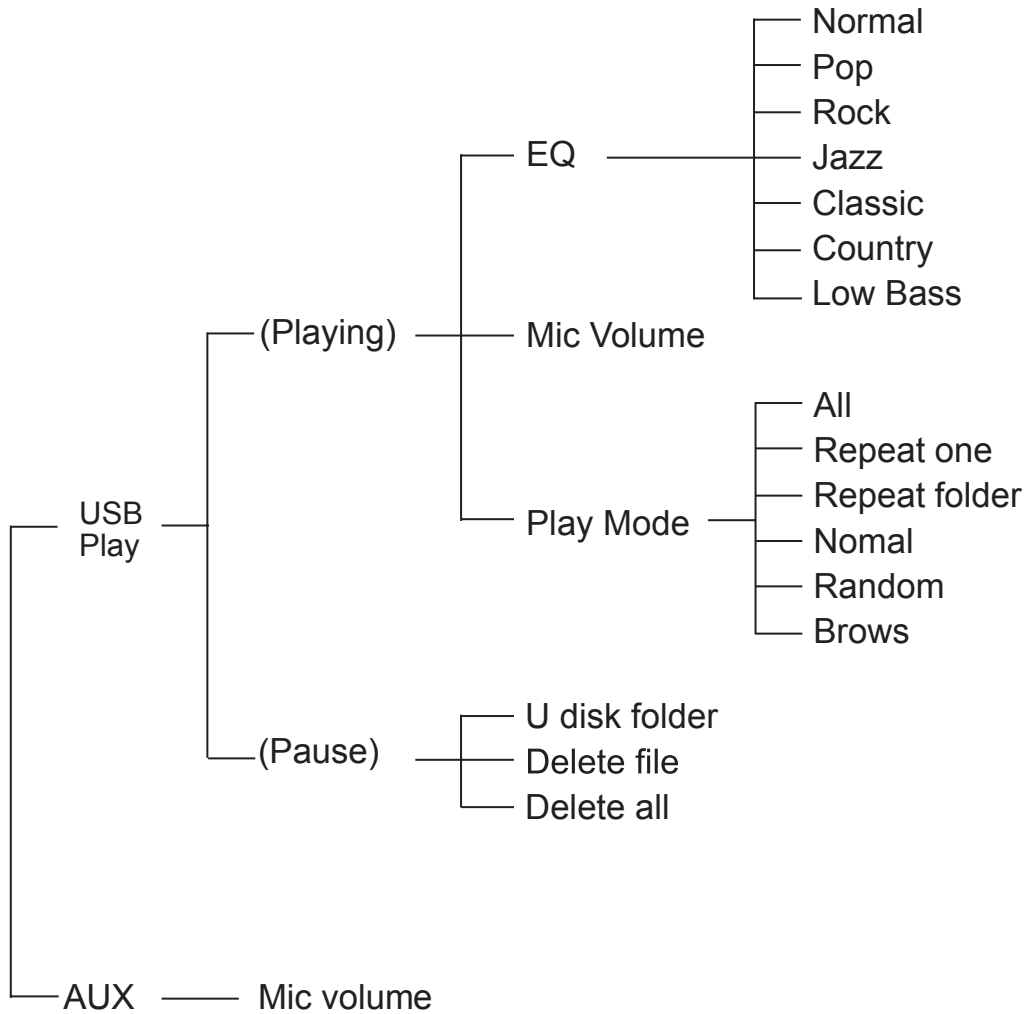 Normal
Pop
Rock
EQ
Jazz
Classic
Country
Low Bass
(Playing)
Mic Volume
All
Repeat one
Repeat folder
USB
Play
Play Mode
Nomal
Random
Brows
U disk folder
(Pause)
Delete file
Delete all
AUX
Mic volume